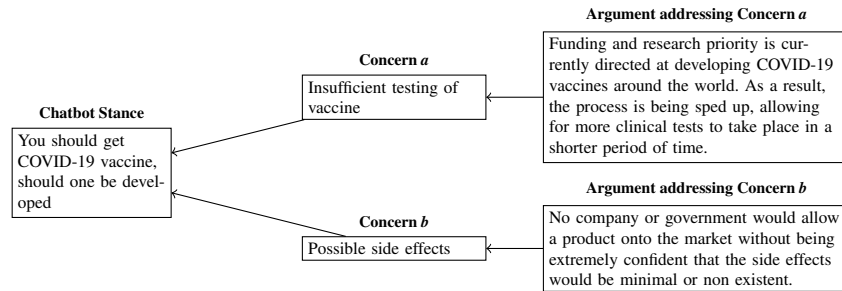 Chatbot Stance
You should get
COVID-19 vaccine,
should one be devel-
oped
Concern a
Insufficient testing of
vaccine
Argument addressing Concern a
Funding and research priority is cur-
rently directed at developing COVID-19
vaccines around the world. As a result,
the process is being sped up, allowing
for more clinical tests to take place in a
shorter period of time.
Concern b
Possible side effects
Argument addressing Concern b
No company or government would allow
a product onto the market without being
extremely confident that the side effects
would be minimal or non existent.